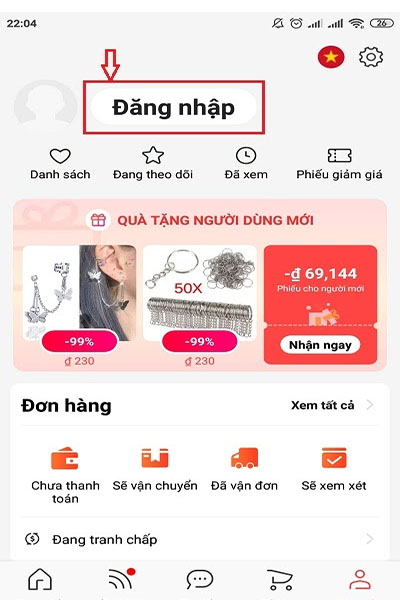 22:04
26
Đăng nhập
Danh sách
Đang theo dõi
Đã xem
Phiếu giảm giá
QUÀ TẶNG NGƯỜI DÙNG MỚI
50X
-99%
₫ 230
-99%
₫ 230
-₫ 69,144
Phiếu cho người mới
Nhận ngay
Đơn hàng
Xem tất cả
Chưa thanh toán
Sẽ vận chuyển
Đã vận đơn
Sẽ xem xét
Đang tranh chấp